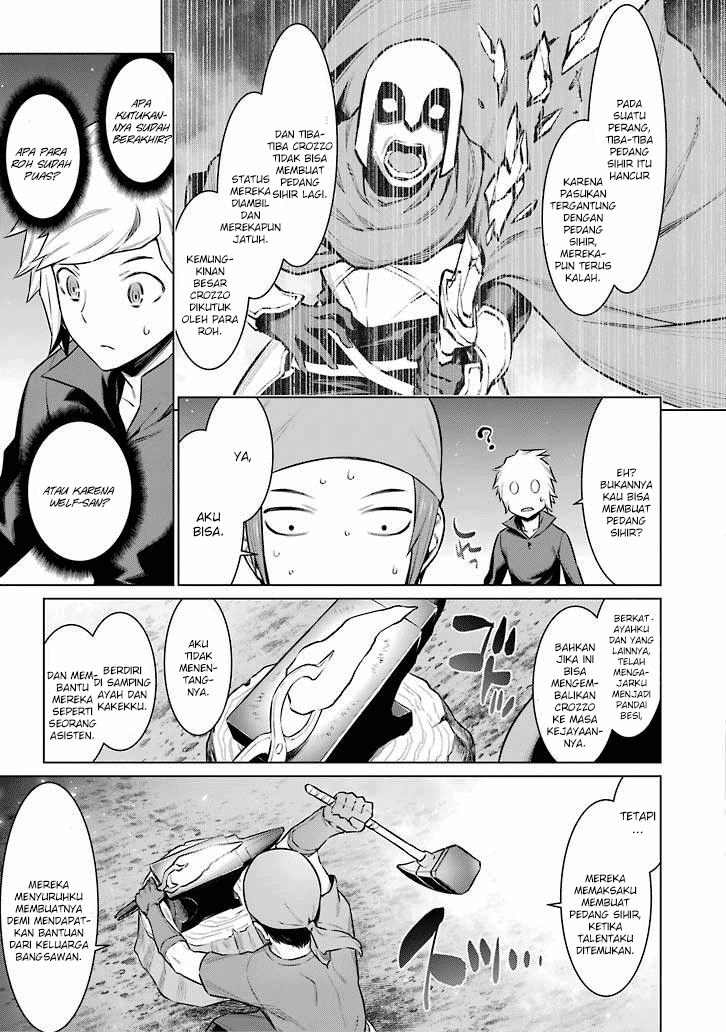 PADA
SUATU
PERANG,
TIBA-TIBA
PEDANG
SIHIR ITU
HANCUR
KARENA
PASUKAN
TERGANTUNG
DENGAN
PEDANG
SIHIR,
MEREKA-
PUN TERUS
KALAH.
DAN TIBA-
TIBA CROZZO
TIDAK BISA
MEMBUAT
PEDANG
SIHIR LAGI.
STATUS
MEREKA
DIAMBIL
DAN
MEREKAPUN
JATUH.
KEMUNG-
KINAN
BESAR
CROZZO
DIKUTUK
OLEH PARA
ROH.
APA
KUTUKAN-
NYA SUDAH
BERAKHIR?
APA PARA
ROH SUDAH
PUAS?
ATAU KARENA
WELF-SAN?
?
EH?
BUKANNYA
KAU BISA
MEMBUAT
PEDANG
SIHIR?
YA,
AKU
BISA.
BERKAT
AYAHKU
DAN YANG
LAINNYA,
TELAH
MENGA-
JARKU
MENJADI
PANDAI
BESI,
BAHKAN
JIKA INI
BISA
MENGEM-
BALIKAN
CROZZO
KE MASA
KEJAYAAN-
NYA.
AKU
TIDAK
MENEN-
TANGNYA.
BERDIRI
DI SAMPING
AYAH DAN
KAKEKKU.
DAN MEM-
BANTU
MEREKA
SEPERTI
SEORANG
ASISTEN.
TETAPI
...
MEREKA
MEMAKSAKU
MEMBUAT
PEDANG
SIHIR,
KETIKA
TALENTAKU
DITEMUKAN.
MEREKA
MENYURUHKU
MEMBUATNYA
DEMI MENDAPAT-
KAN BANTUAN
DARI KELUARGA
BANGSAWAN.